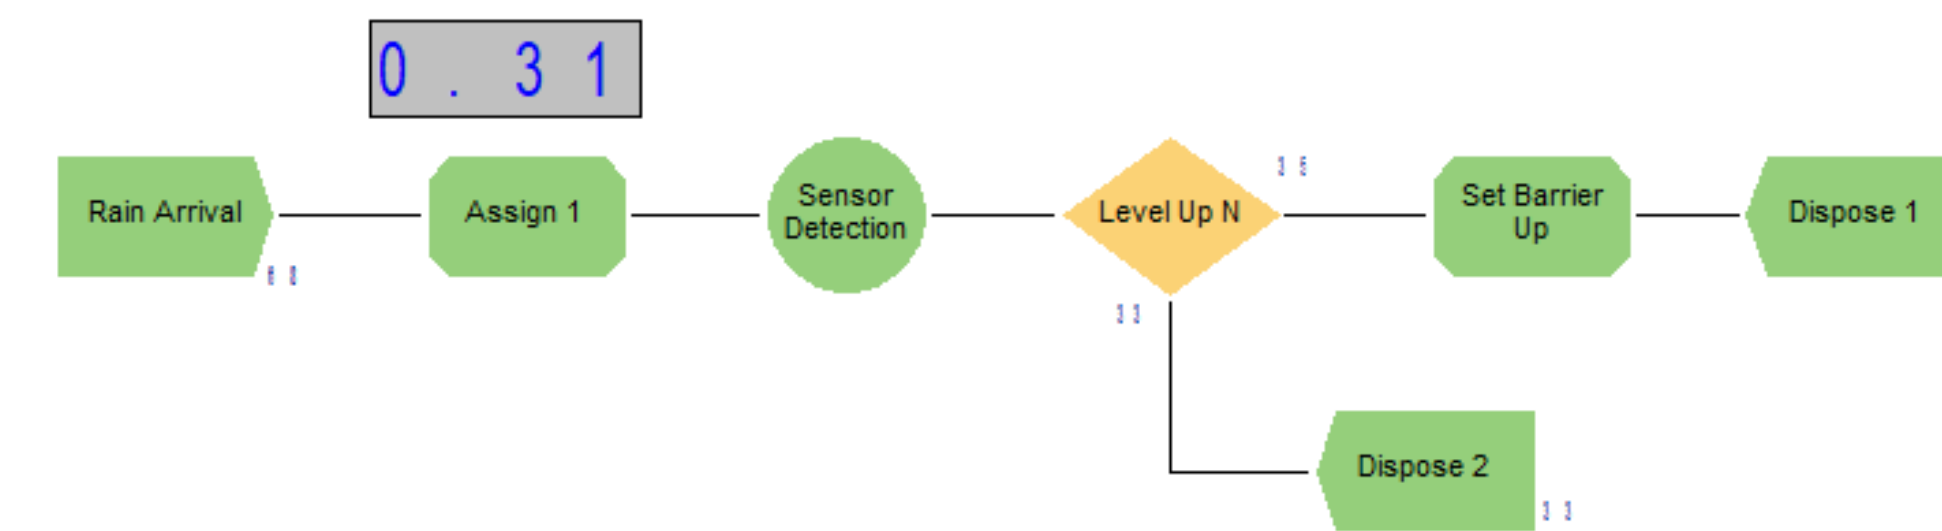 0 . 3 1
Rain Arrival
Assign 1
Sensor
Detection
Level Up N
Set Barrier
Up
Dispose 1
Dispose 2